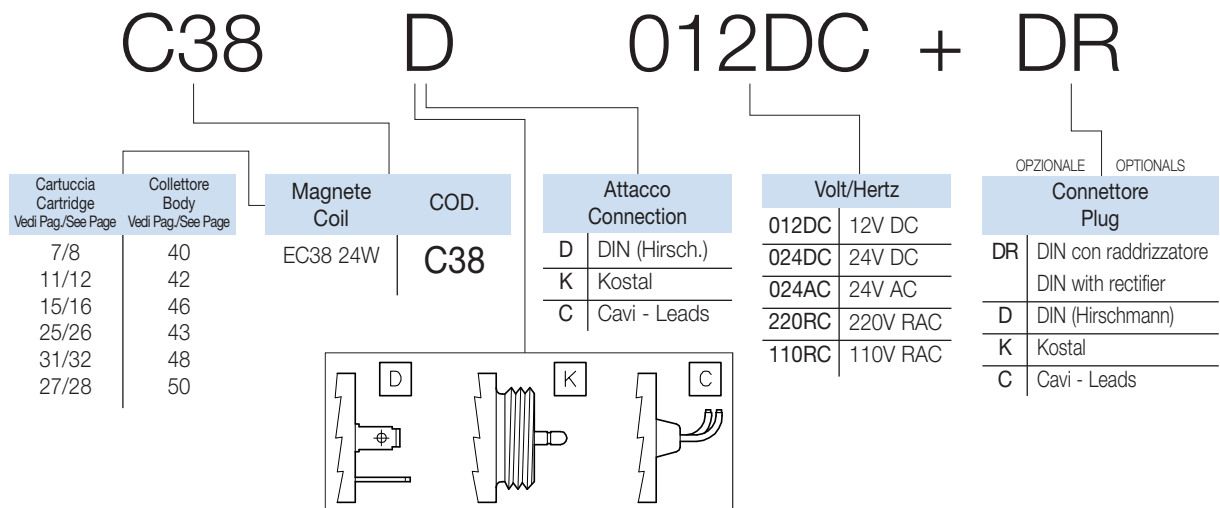 C38 D 012DC + DR
OPZIONALE OPTIONALS
Cartuccia
Cartridge
Vedi Pag./See Page
Collettore
Body
Vedi Pag./See Page
7/8 40
11/12 42
15/16 46
25/26 43
31/32 48
27/28 50
Magnete
Coil
COD.
EC38 24W C38
Attacco
Connection
D DIN (Hirsch.)
K Kostal
C Cavi - Leads
Volt/Hertz
012DC 12V DC
024DC 24V DC
024AC 24V AC
220RC 220V RAC
110RC 110V RAC
Connettore
Plug
DR DIN con raddrizzatore
DIN with rectifier
D DIN (Hirschmann)
K Kostal
C Cavi - Leads
D K C